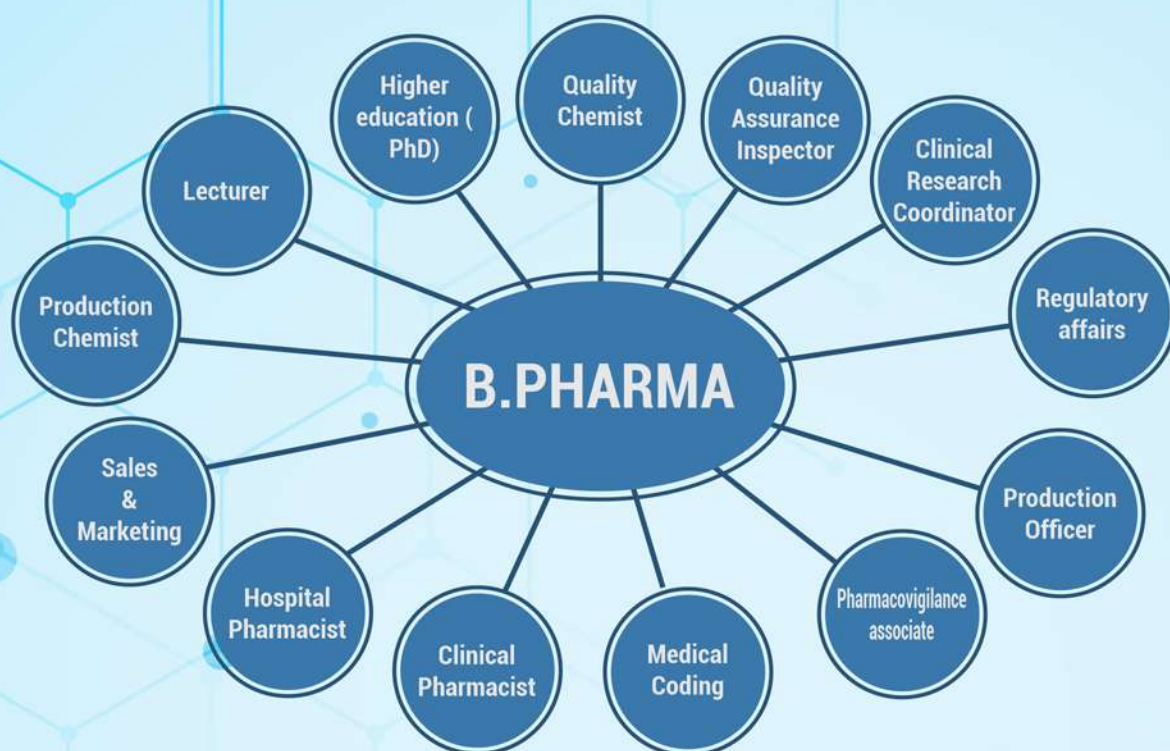 Higher
education (
PhD)
Quality
Chemist
Quality
Assurance
Inspector
Clinical
Research
Coordinator
Lecturer
Regulatory
affairs
Production
Chemist
B.PHARMA
Sales
&
Marketing
Production
Officer
Hospital
Pharmacist
Pharmacovigilance
associate
Clinical
Pharmacist
Medical
Coding